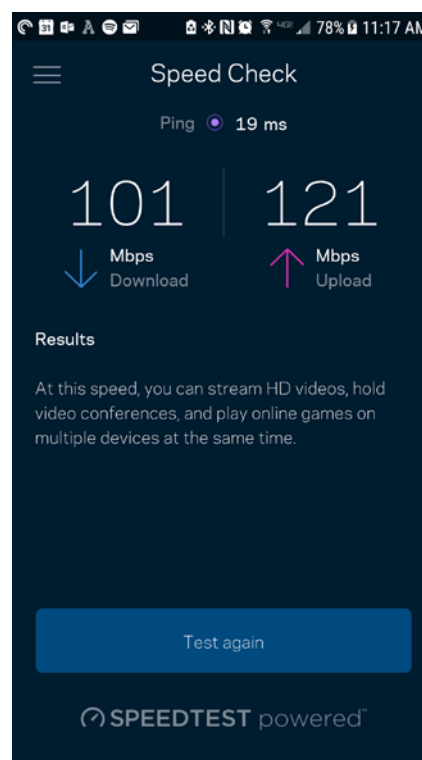 31 78% 11:17 AM
Speed Check
Ping 19 ms
101 121
Mbps Mbps
Download Upload
Results
At this speed, you can stream HD videos, hold
video conferences, and play online games on
multiple devices at the same time.
Test again
SPEEDTEST powered™